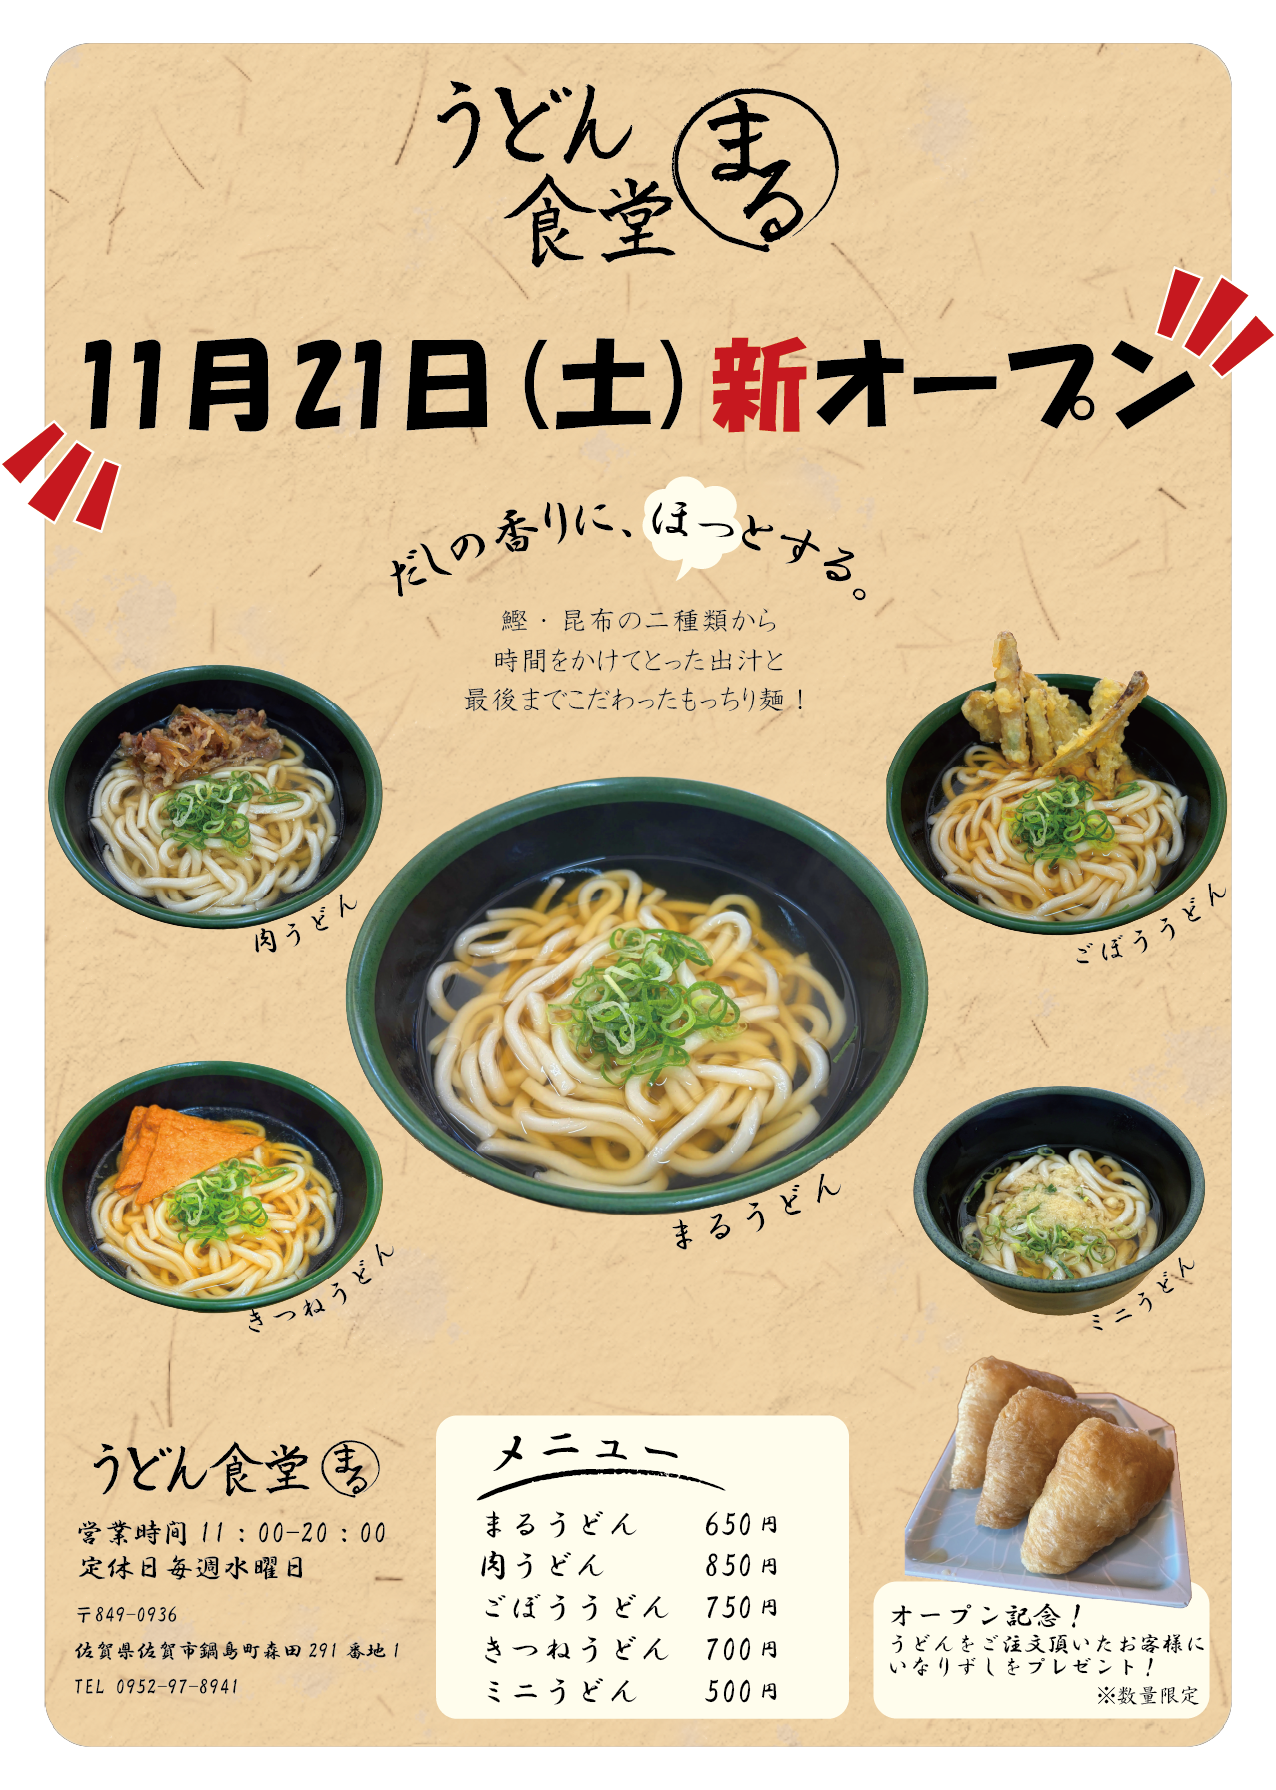 うどん
食堂
まる
11月21日(土)新オープン
だしの香りに、ほっとする。
鰹・昆布の二種類から
時間をかけてとった出汁と
最後までこだわったもっちり麺！
肉うどん
ごぼううどん
まるうどん
きつねうどん
ミニうどん
うどん食堂 まる
営業時间 11：00-20：00
定休日毎週水曜日
〒849-0936
佐賀県佐賀市鍋島町森田 291 番地 1
TEL 0952-97-8941
メニュー
まるうどん 650円
肉うどん 850円
ごぼううどん 750円
きつねうどん 700円
ミニうどん 500円
オープン記念！
うどんをご注文頂いたお客様に
いなりずしをプレゼント！
※数量限定